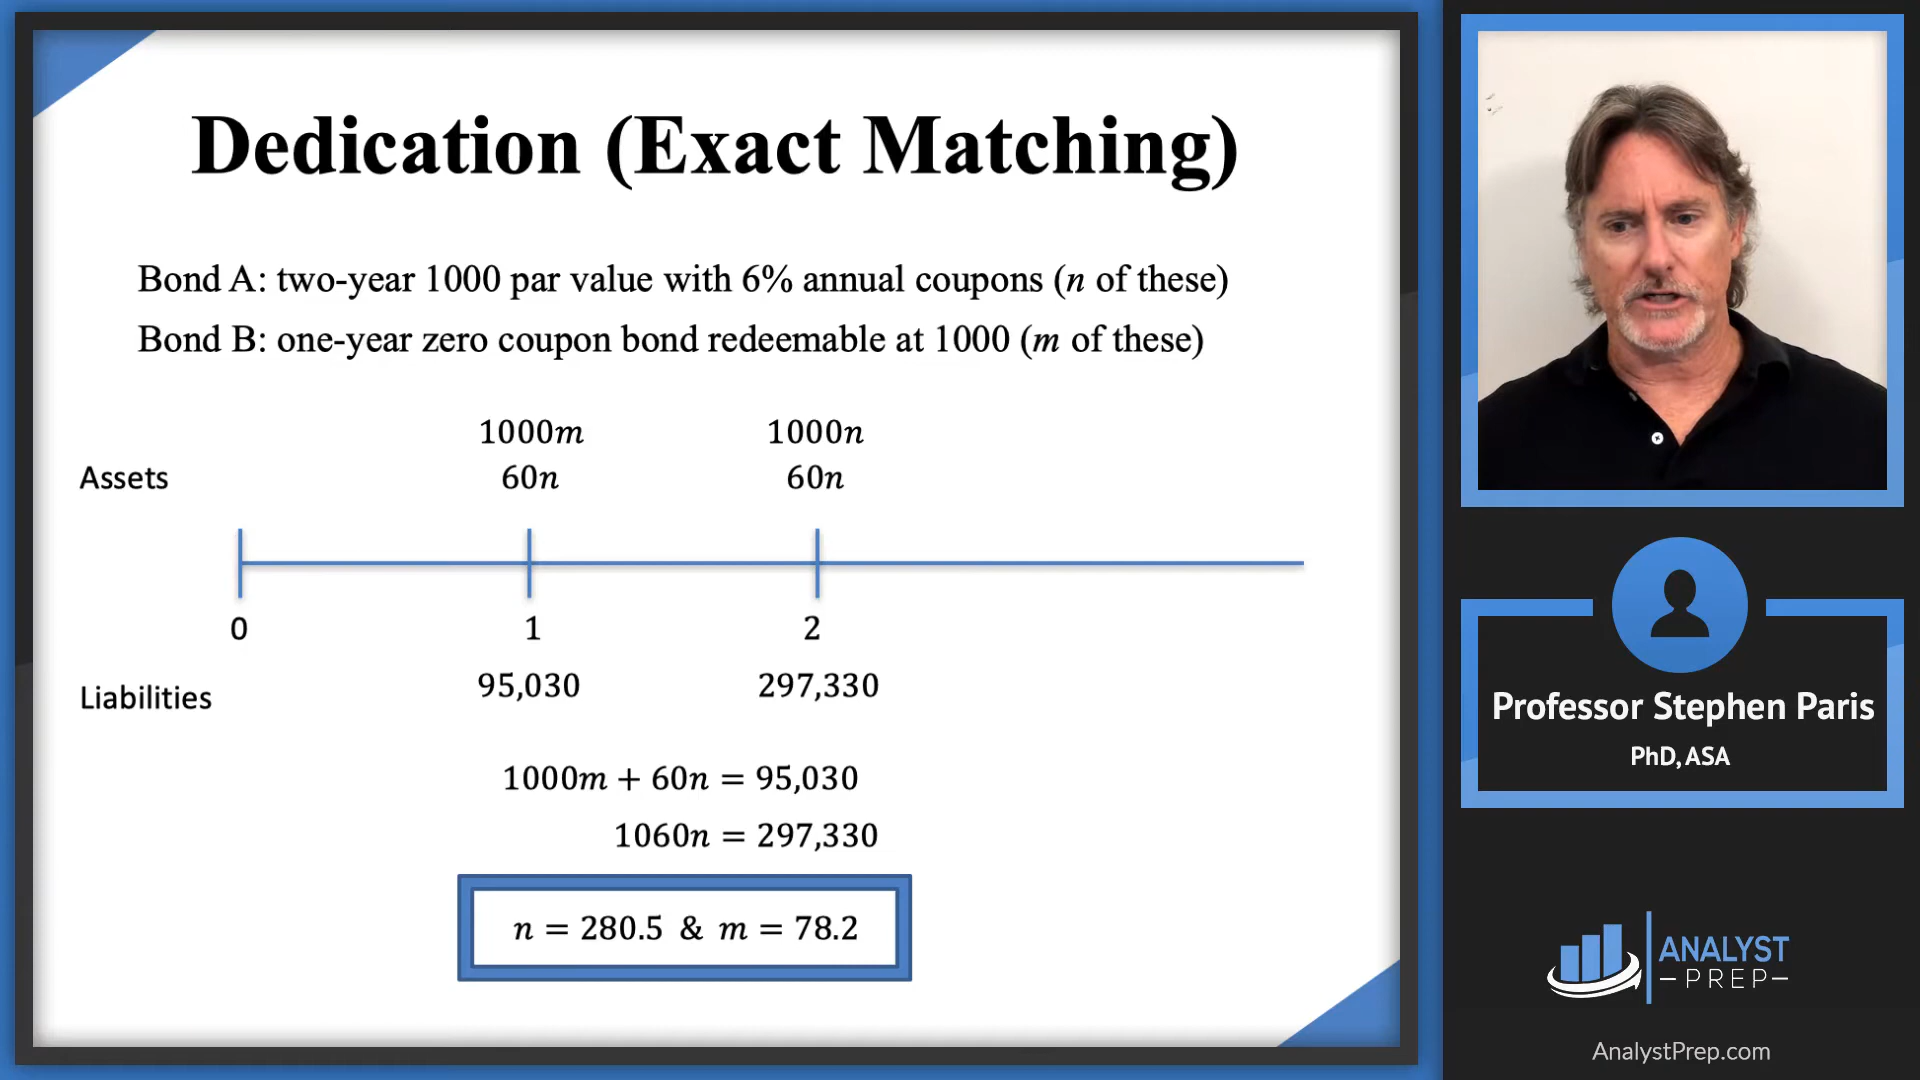 Dedication (Exact Matching)
Bond A: two-year 1000 par value with 6% annual coupons (n of these)
Bond B: one-year zero coupon bond redeemable at 1000 (m of these)
1000m 1000n
Assets 60n 60n
0 1 2
Liabilities 95,030 297,330
1000m + 60n = 95,030
1060n = 297,330
n = 280.5 & m = 78.2
Professor Stephen Paris
PhD, ASA
ANALYST
PREP
AnalystPrep.com